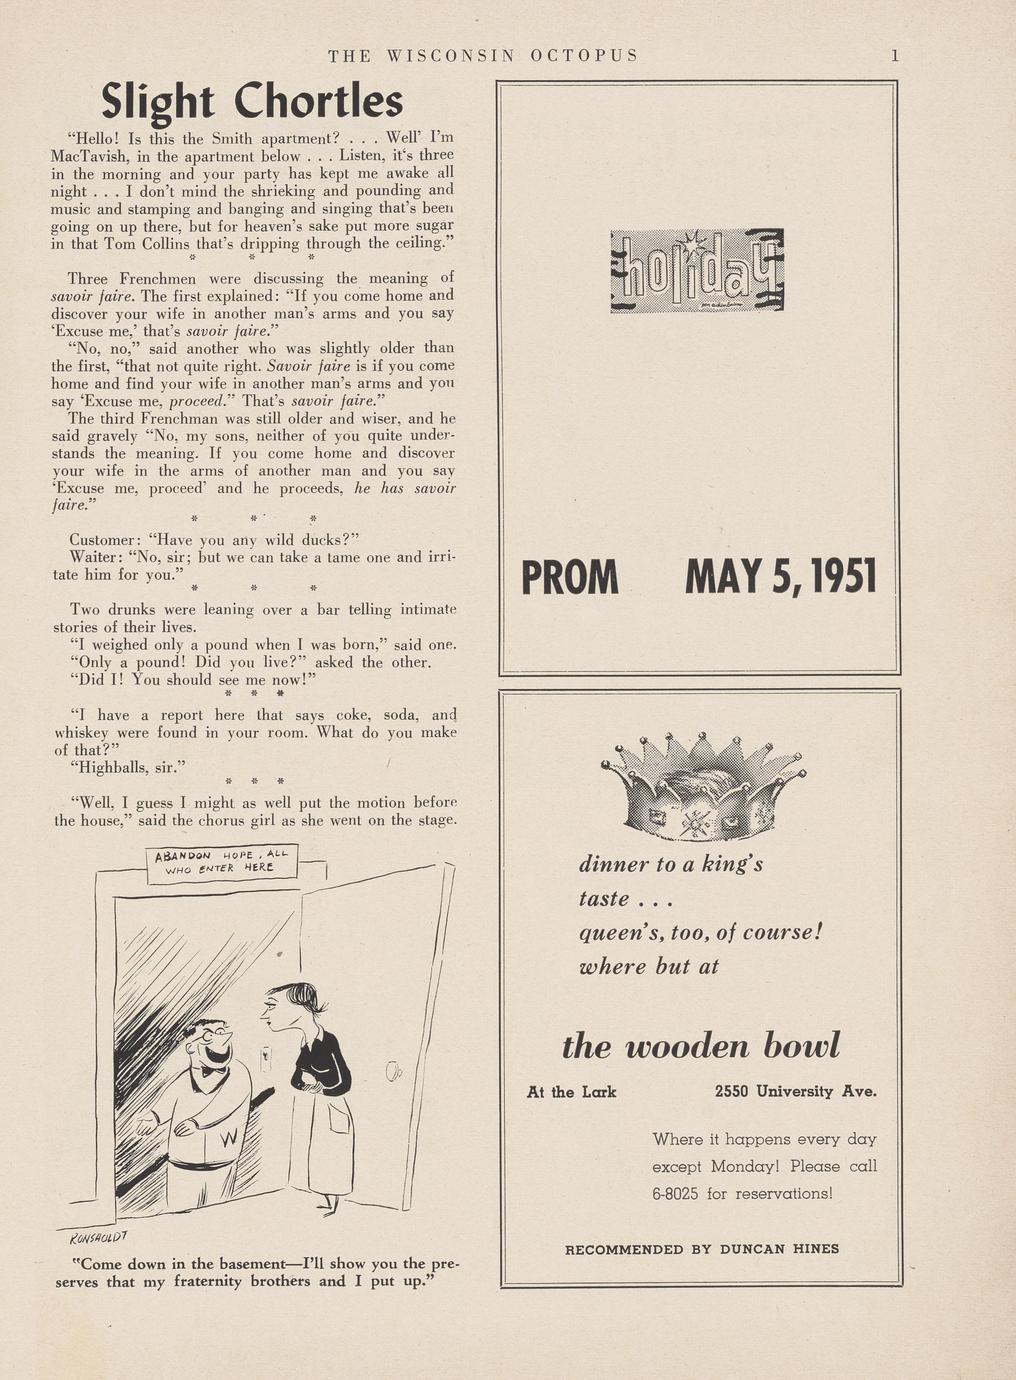 THE WISCONSIN OCTOPUS
1
Slight Chortles
“Hello! Is this the Smith apartment? . . . Well’ I’m
MacTavish, in the apartment below . . . Listen, it‘s three
in the morning and your party has kept me awake all
night . . . I don’t mind the shrieking and pounding and
music and stamping and banging and singing that’s been
going on up there, but for heaven’s sake put more sugar
in that Tom Collins that’s dripping through the ceiling.”
* * *
Three Frenchmen were discussing the meaning of
savoir faire. The first explained: “If you come home and
discover your wife in another man’s arms and you say
‘Excuse me,’ that’s savoir faire.”
“No, no,” said another who was slightly older than
the first, “that not quite right. Savoir faire is if you come
home and find your wife in another man’s arms and you
say ‘Excuse me, proceed.” That’s savoir faire.”
The third Frenchman was still older and wiser, and he
said gravely “No, my sons, neither of you quite under-
stands the meaning. If you come home and discover
your wife in the arms of another man and you say
‘Excuse me, proceed’ and he proceeds, he has savoir
faire.”
* * *
Customer: “Have you any wild ducks?”
Waiter: “No, sir; but we can take a tame one and irri-
tate him for you.”
* * *
Two drunks were leaning over a bar telling intimate
stories of their lives.
“I weighed only a pound when I was born,” said one.
“Only a pound! Did you live?” asked the other.
“Did I! You should see me now!”
* * *
“I have a report here that says coke, soda, and
whiskey were found in your room. What do you make
of that?”
“Highballs, sir.”
* * *
“Well, I guess I might as well put the motion before
the house,” said the chorus girl as she went on the stage.
ABANDON HOPE, ALL
WHO ENTER HERE
W
RONSHOLDT
“Come down in the basement—I’ll show you the pre-
serves that my fraternity brothers and I put up.”
holiday
PROM MAY 5, 1951
dinner to a king’s
taste . . .
queen’s, too, of course!
where but at
the wooden bowl
At the Lark 2550 University Ave.
Where it happens every day
except Monday! Please call
6-8025 for reservations!
RECOMMENDED BY DUNCAN HINES